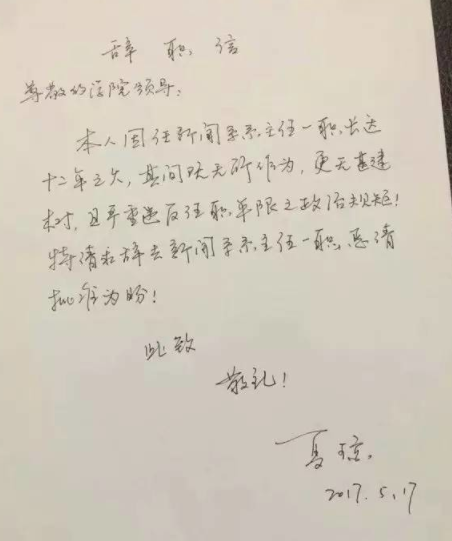 辞职信
尊敬的学院领导:
本人因任新闻系系主任一职长达
十二年之久,其间既无所作为,更无甚建
树,且严重违反任职年限之政治规矩!
特请求辞去新闻系系主任一职,恳请
批准为盼!
此致
敬礼!
夏琼
2017.5.17